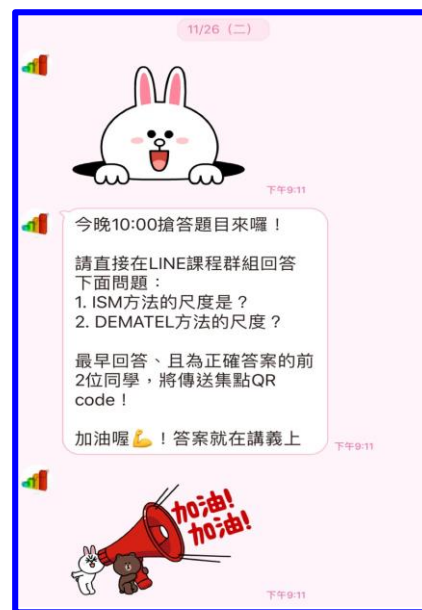 11/26（二）
下午9:11
今晚10:00搶答題目來囉！
請直接在LINE課程群組回答
下面問題：
1. ISM方法的尺度是？
2. DEMATEL方法的尺度？
最早回答、且為正確答案的前
2位同學，將傳送集點QR
code！
加油喔💪！答案就在講義上
下午9:11
加油!
加油!
下午9:11